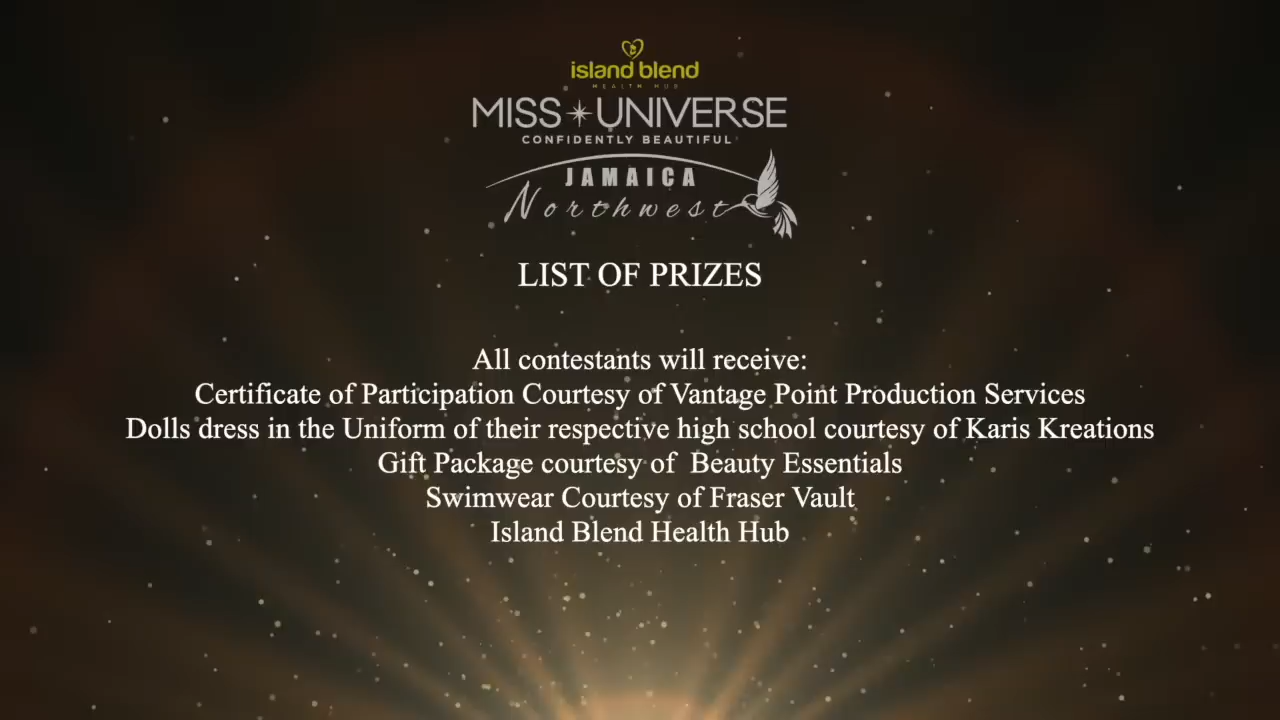 island blend
HEALTH HUB
MISS UNIVERSE
CONFIDENTLY BEAUTIFUL
JAMAICA
Northwest
LIST OF PRIZES
All contestants will receive:
Certificate of Participation Courtesy of Vantage Point Production Services
Dolls dress in the Uniform of their respective high school courtesy of Karis Kreations
Gift Package courtesy of  Beauty Essentials
Swimwear Courtesy of Fraser Vault
Island Blend Health Hub